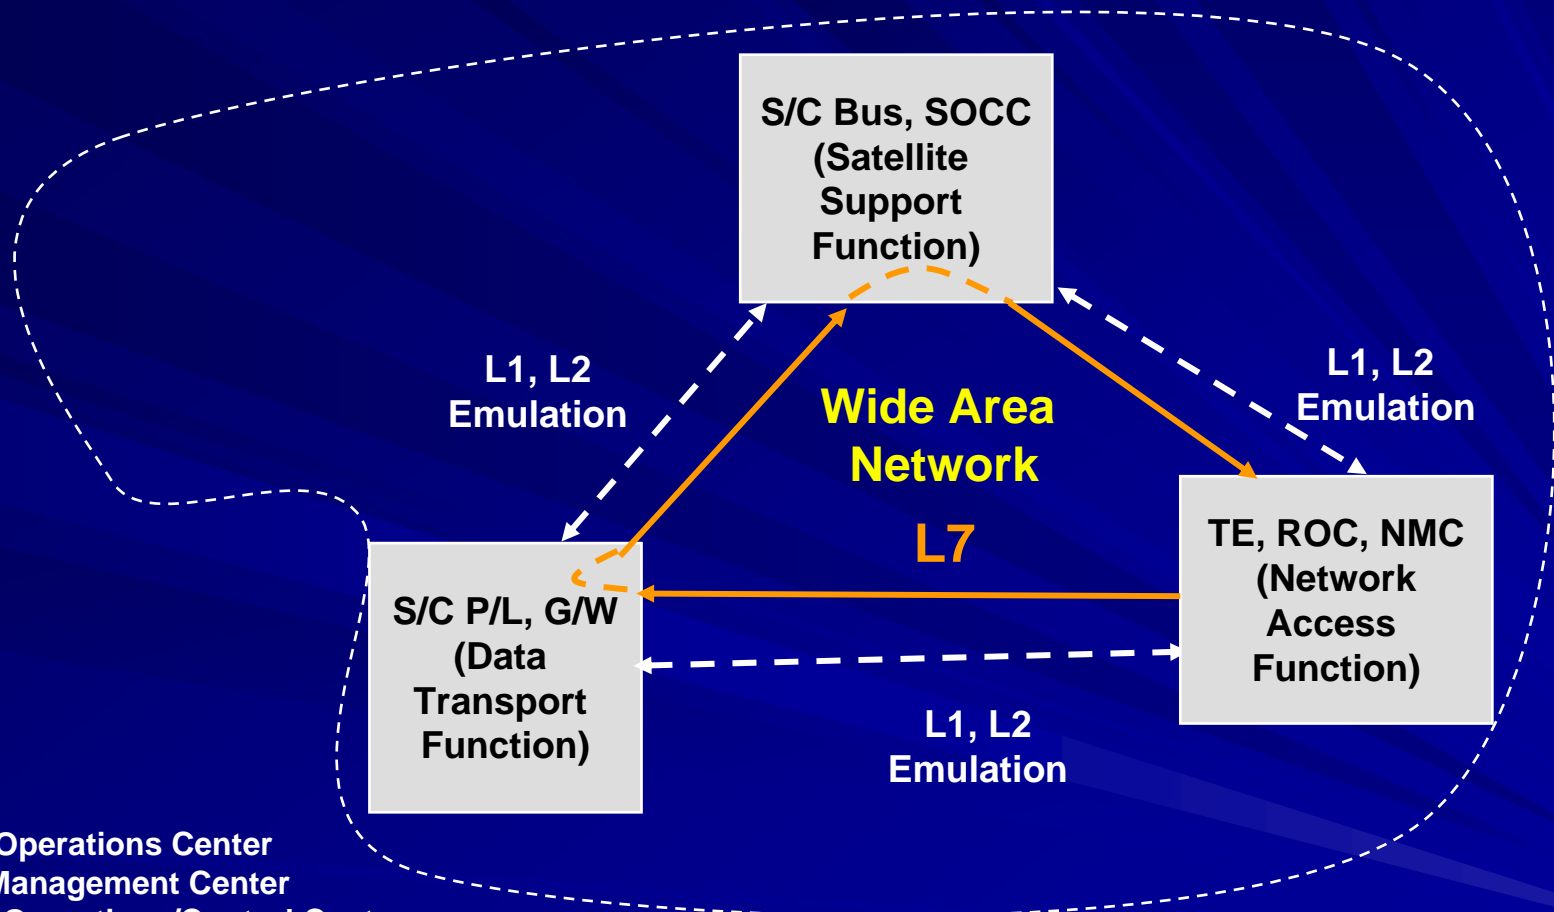 S/C Bus, SOCC
(Satellite
Support
Function)
L1, L2
Emulation
L1, L2
Emulation
Wide Area
Network
L7
TE, ROC, NMC
(Network
Access
Function)
S/C P/L, G/W
(Data
Transport
Function)
L1, L2
Emulation
Operations Center
Management Center